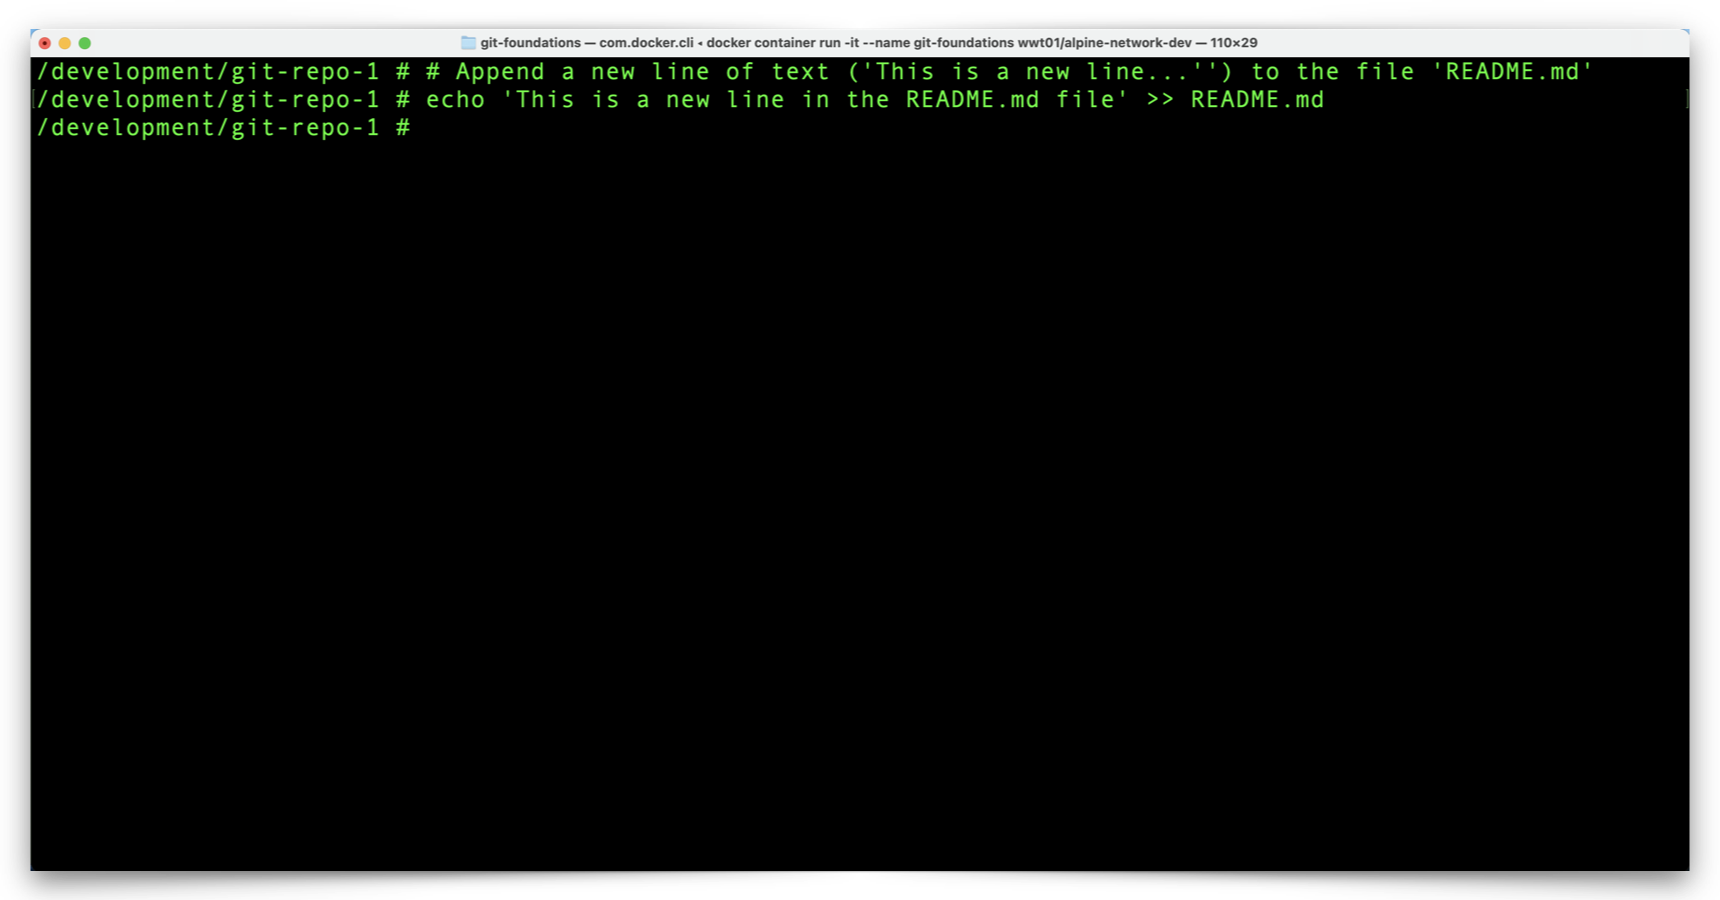 git-foundations — com.docker.cli ◂ docker container run -it --name git-foundations wwt01/alpine-network-dev — 110×29
/development/git-repo-1 # # Append a new line of text ('This is a new line...'') to the file 'README.md'
/development/git-repo-1 # echo 'This is a new line in the README.md file' >> README.md
/development/git-repo-1 #